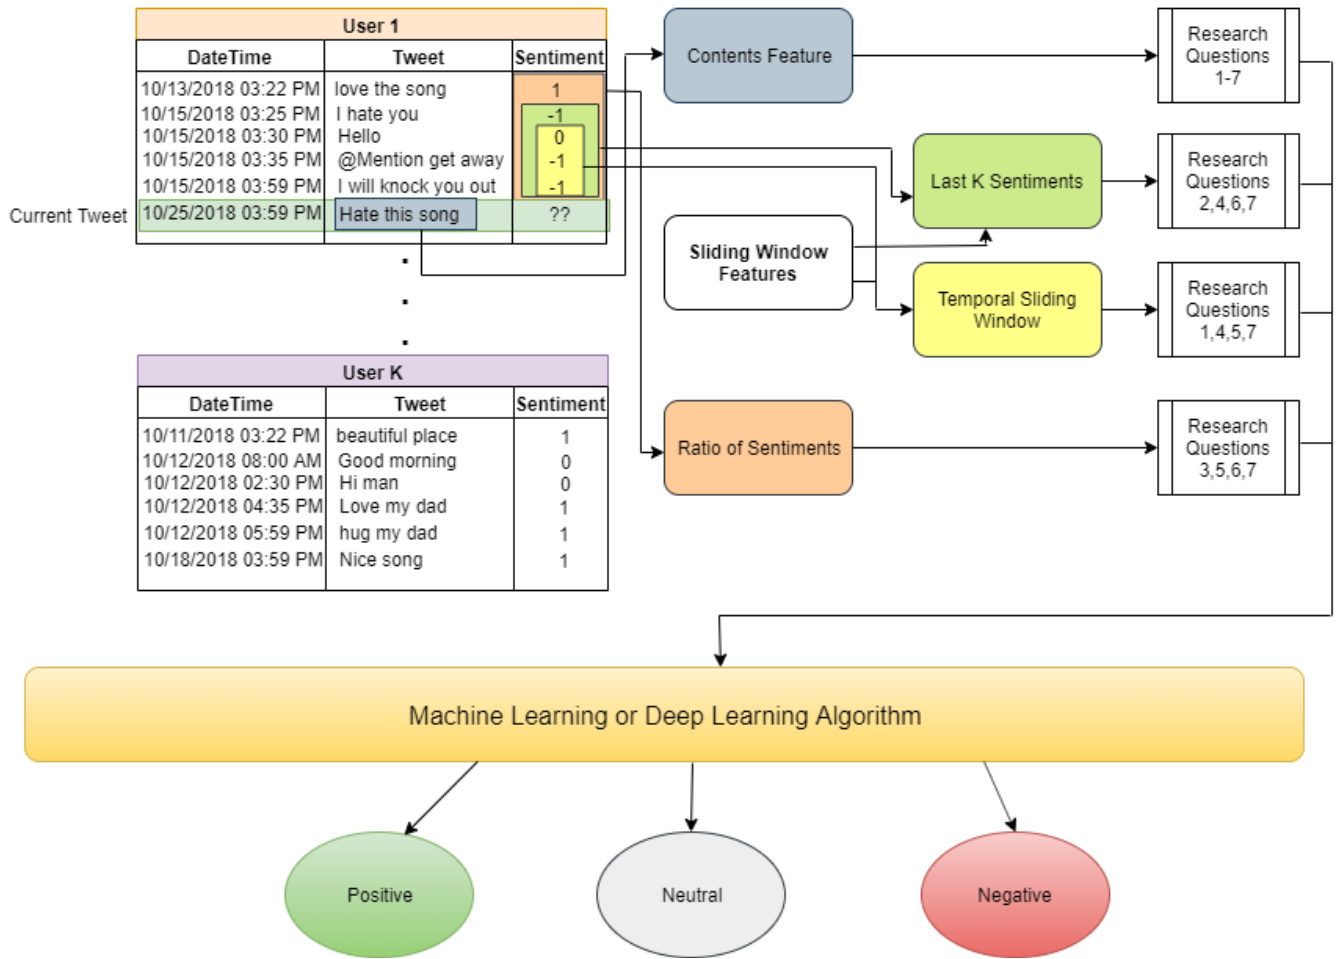 User 1
DateTime Tweet Sentiment
10/13/2018 03:22 PM love the song 1
10/15/2018 03:25 PM I hate you -1
10/15/2018 03:30 PM Hello 0
10/15/2018 03:35 PM @Mention get away -1
10/15/2018 03:59 PM I will knock you out -1
Current Tweet 10/25/2018 03:59 PM Hate this song ??
.
.
.
User K
DateTime Tweet Sentiment
10/11/2018 03:22 PM beautiful place 1
10/12/2018 08:00 AM Good morning 0
10/12/2018 02:30 PM Hi man 0
10/12/2018 04:35 PM Love my dad 1
10/12/2018 05:59 PM hug my dad 1
10/18/2018 03:59 PM Nice song 1
Contents Feature
Research
Questions
1-7
Last K Sentiments
Research
Questions
2,4,6,7
Sliding Window
Features
Temporal Sliding
Window
Research
Questions
1,4,5,7
Ratio of Sentiments
Research
Questions
3,5,6,7
Machine Learning or Deep Learning Algorithm
Positive
Neutral
Negative